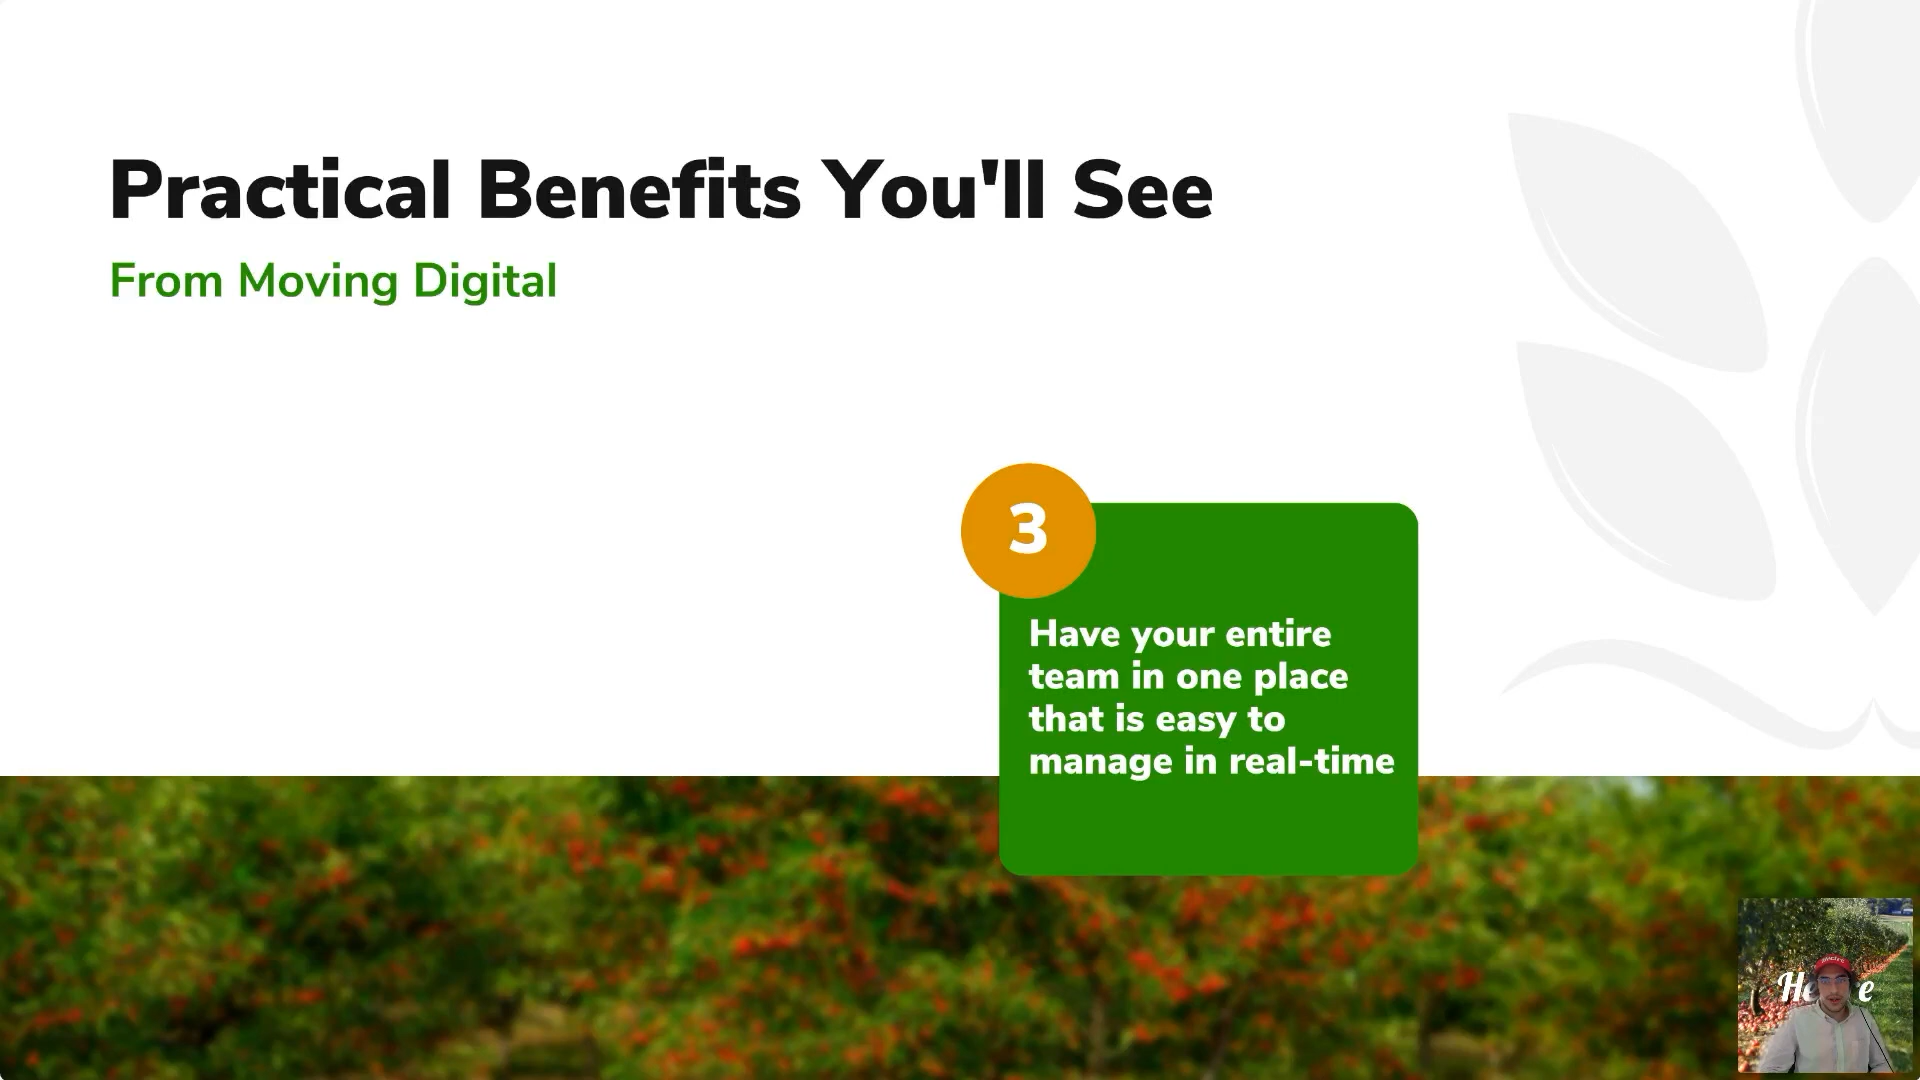 Practical Benefits You'll See
From Moving Digital
3
Have your entire
team in one place
that is easy to
manage in real-time